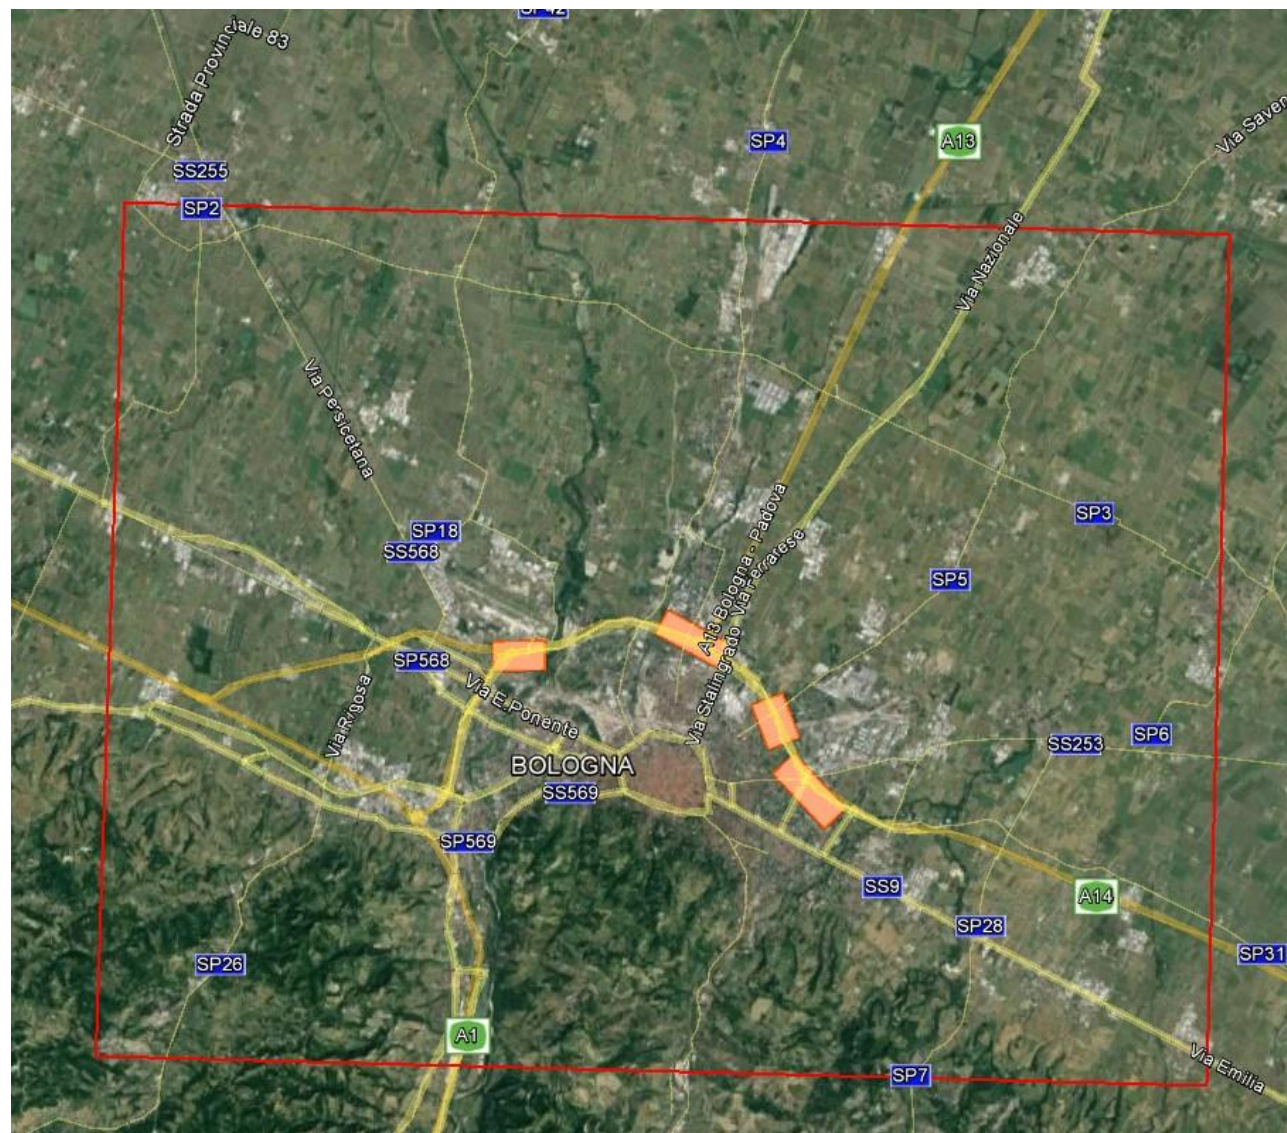 SP42
Strada Provinciale 83
SP4
A13
Via Saven
SS255
SP2
Via Nazionale
Via Persicetana
SP3
SP18
SS568
A13 Bologna - Padova
Via Ferrarese
SP5
SP568
Via E.Ponente
Via Rigosa
Via Stalingrado
SP6
SS253
BOLOGNA
SS569
SP569
SS9
A14
SP28
SP31
SP26
A1
SP7
Via Emilia